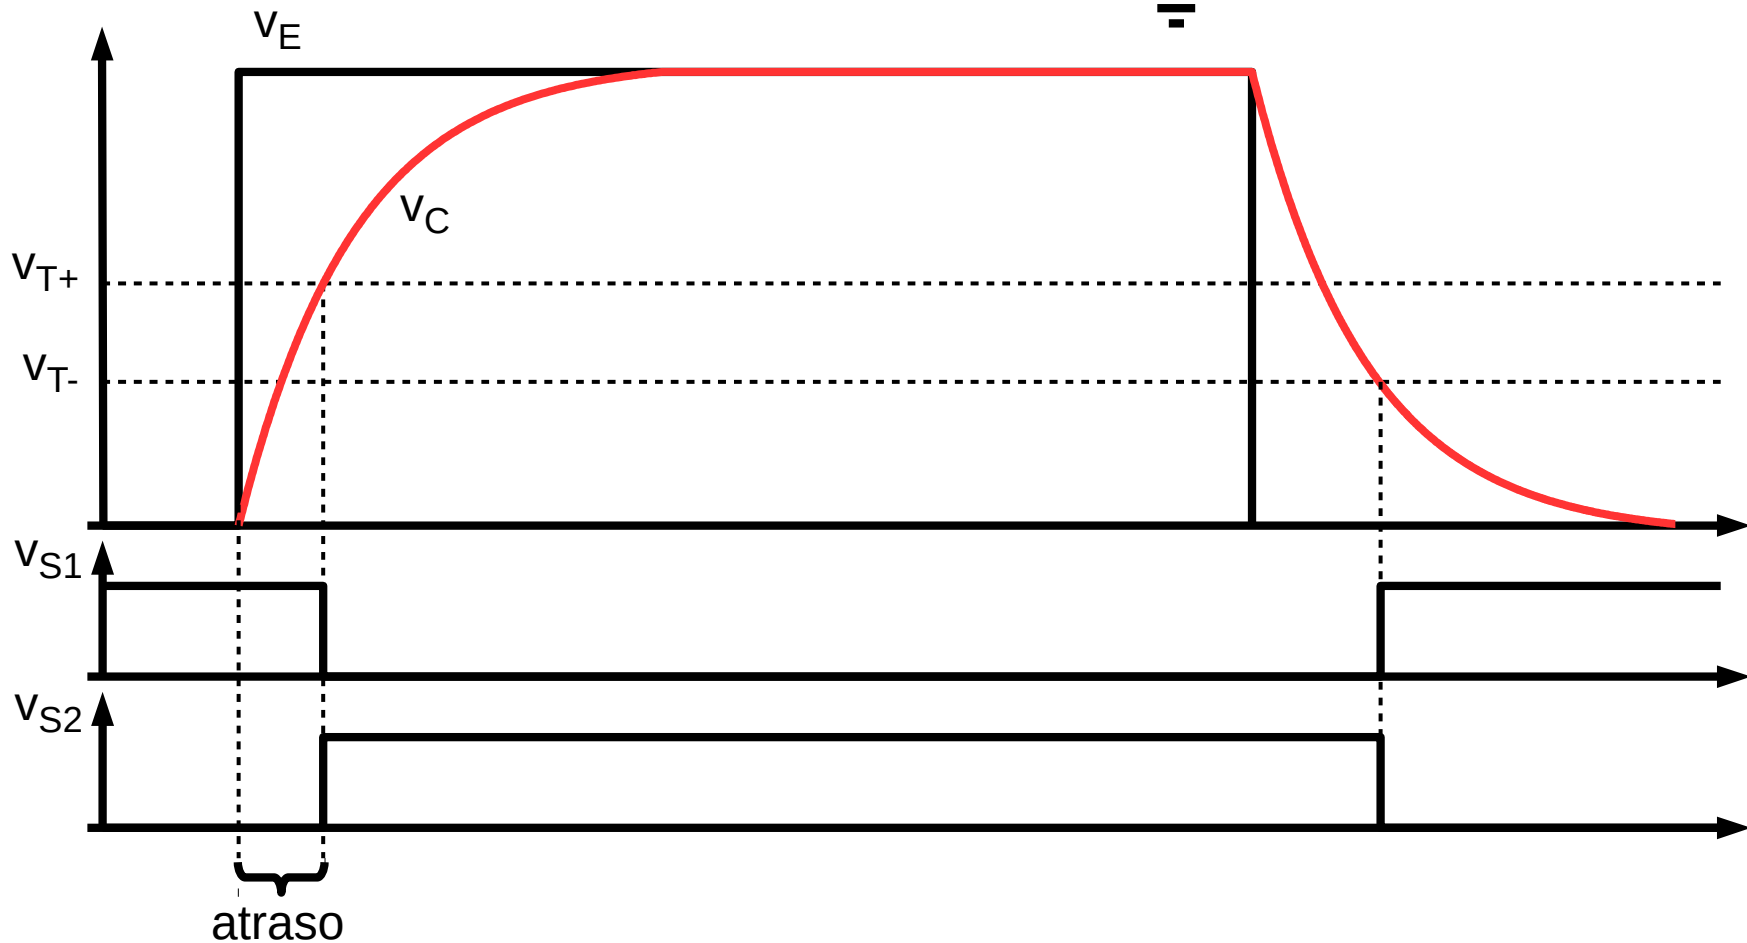 vE
vC
vT+
vT-
vS1
vS2
atraso